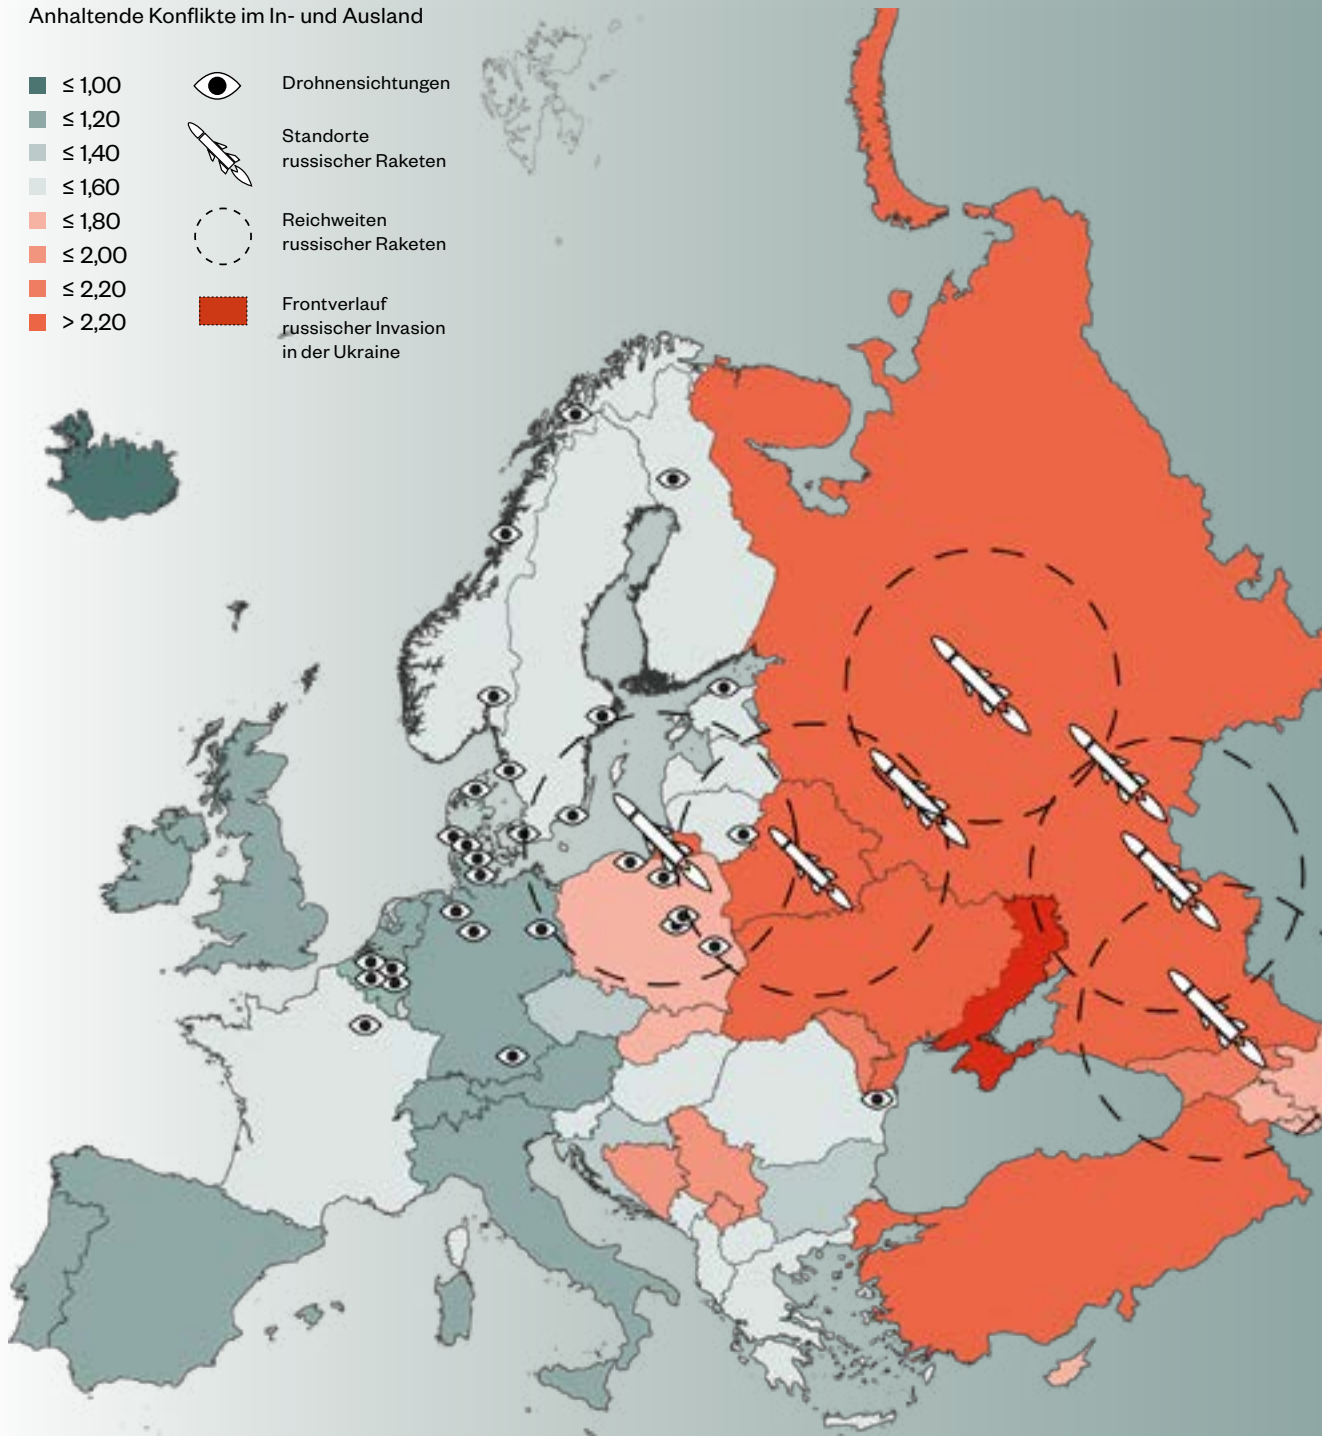 Anhaltende Konflikte im In- und Ausland
≤ 1,00
≤ 1,20
≤ 1,40
≤ 1,60
≤ 1,80
≤ 2,00
≤ 2,20
> 2,20
Drohnensichtungen
Standorte
russischer Raketen
Reichweiten
russischer Raketen
Frontverlauf
russischer Invasion
in der Ukraine